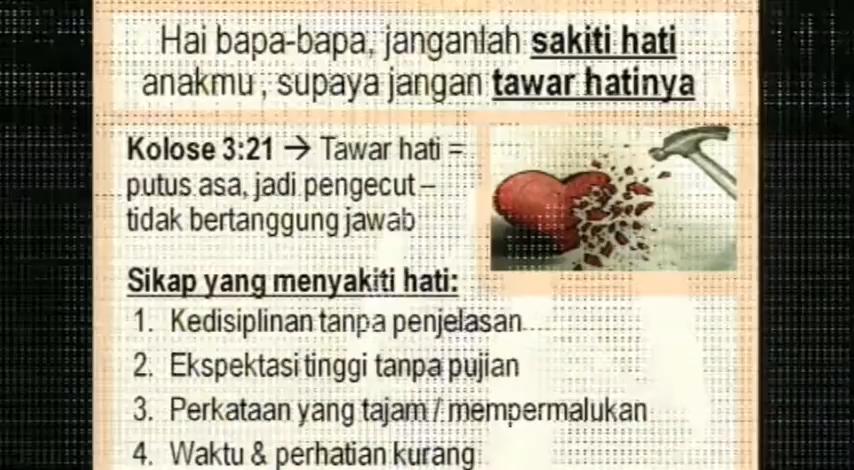 Hai bapa-bapa, janganlah sakiti hati
anakmu, supaya jangan tawar hatinya
Kolose 3:21 → Tawar hati =
putus asa, jadi pengecut –
tidak bertanggung jawab
Sikap yang menyakiti hati:
1. Kedisiplinan tanpa penjelasan
2. Ekspektasi tinggi tanpa pujian
3. Perkataan yang tajam / mempermalukan
4. Waktu & perhatian kurang